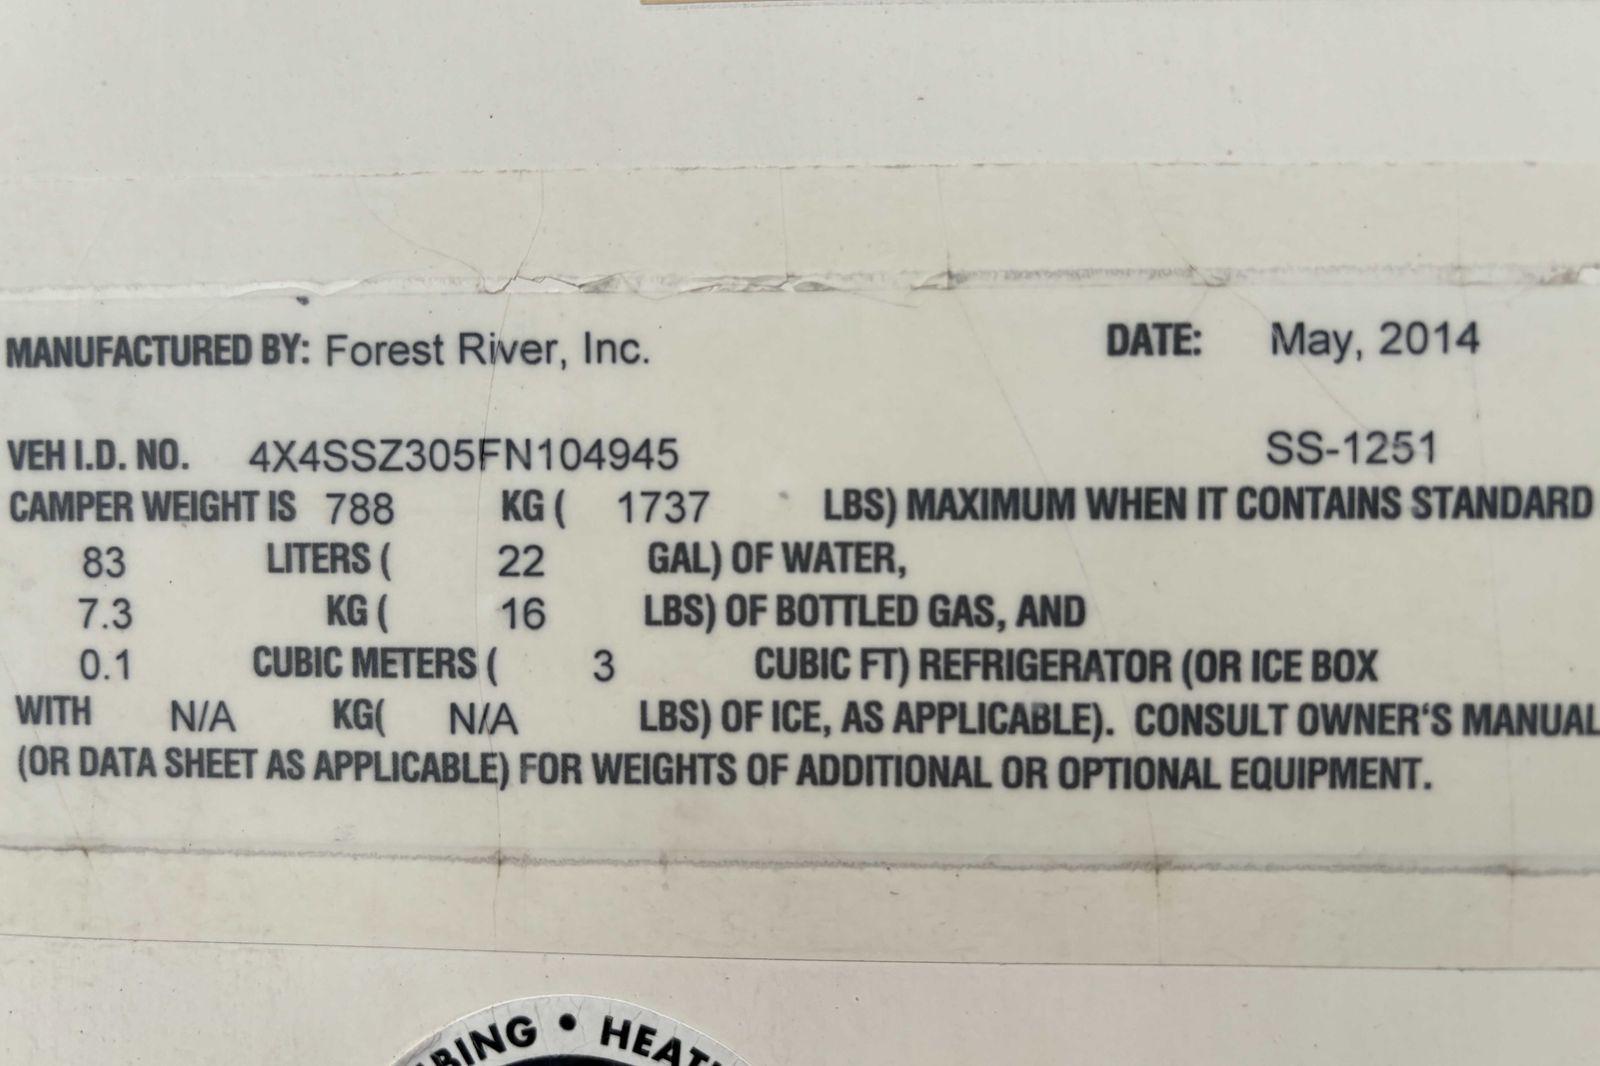 MANUFACTURED BY: Forest River, Inc. DATE: May, 2014
VEH I.D. NO. 4X4SSZ305FN104945 SS-1251
CAMPER WEIGHT IS 788 KG ( 1737 LBS) MAXIMUM WHEN IT CONTAINS STANDARD
83 LITERS ( 22 GAL) OF WATER,
7.3 KG ( 16 LBS) OF BOTTLED GAS, AND
0.1 CUBIC METERS ( 3 CUBIC FT) REFRIGERATOR (OR ICE BOX
WITH N/A KG( N/A LBS) OF ICE, AS APPLICABLE). CONSULT OWNER'S MANUAL
(OR DATA SHEET AS APPLICABLE) FOR WEIGHTS OF ADDITIONAL OR OPTIONAL EQUIPMENT.